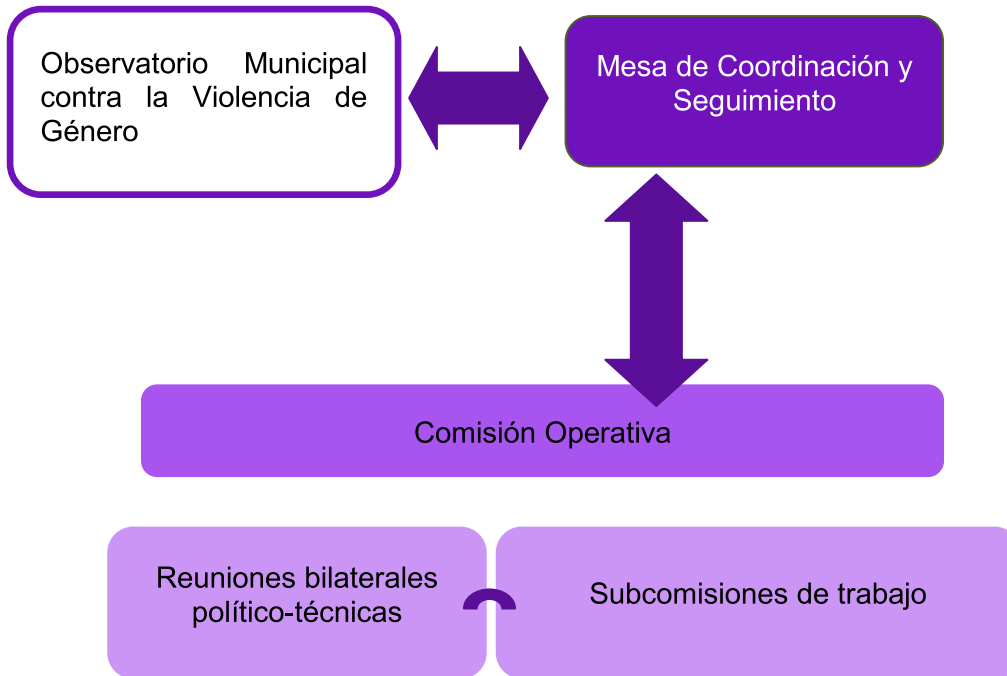 Observatorio Municipal
contra la Violencia de
Género
Mesa de Coordinación y
Seguimiento
Comisión Operativa
Reuniones bilaterales
político-técnicas
Subcomisiones de trabajo